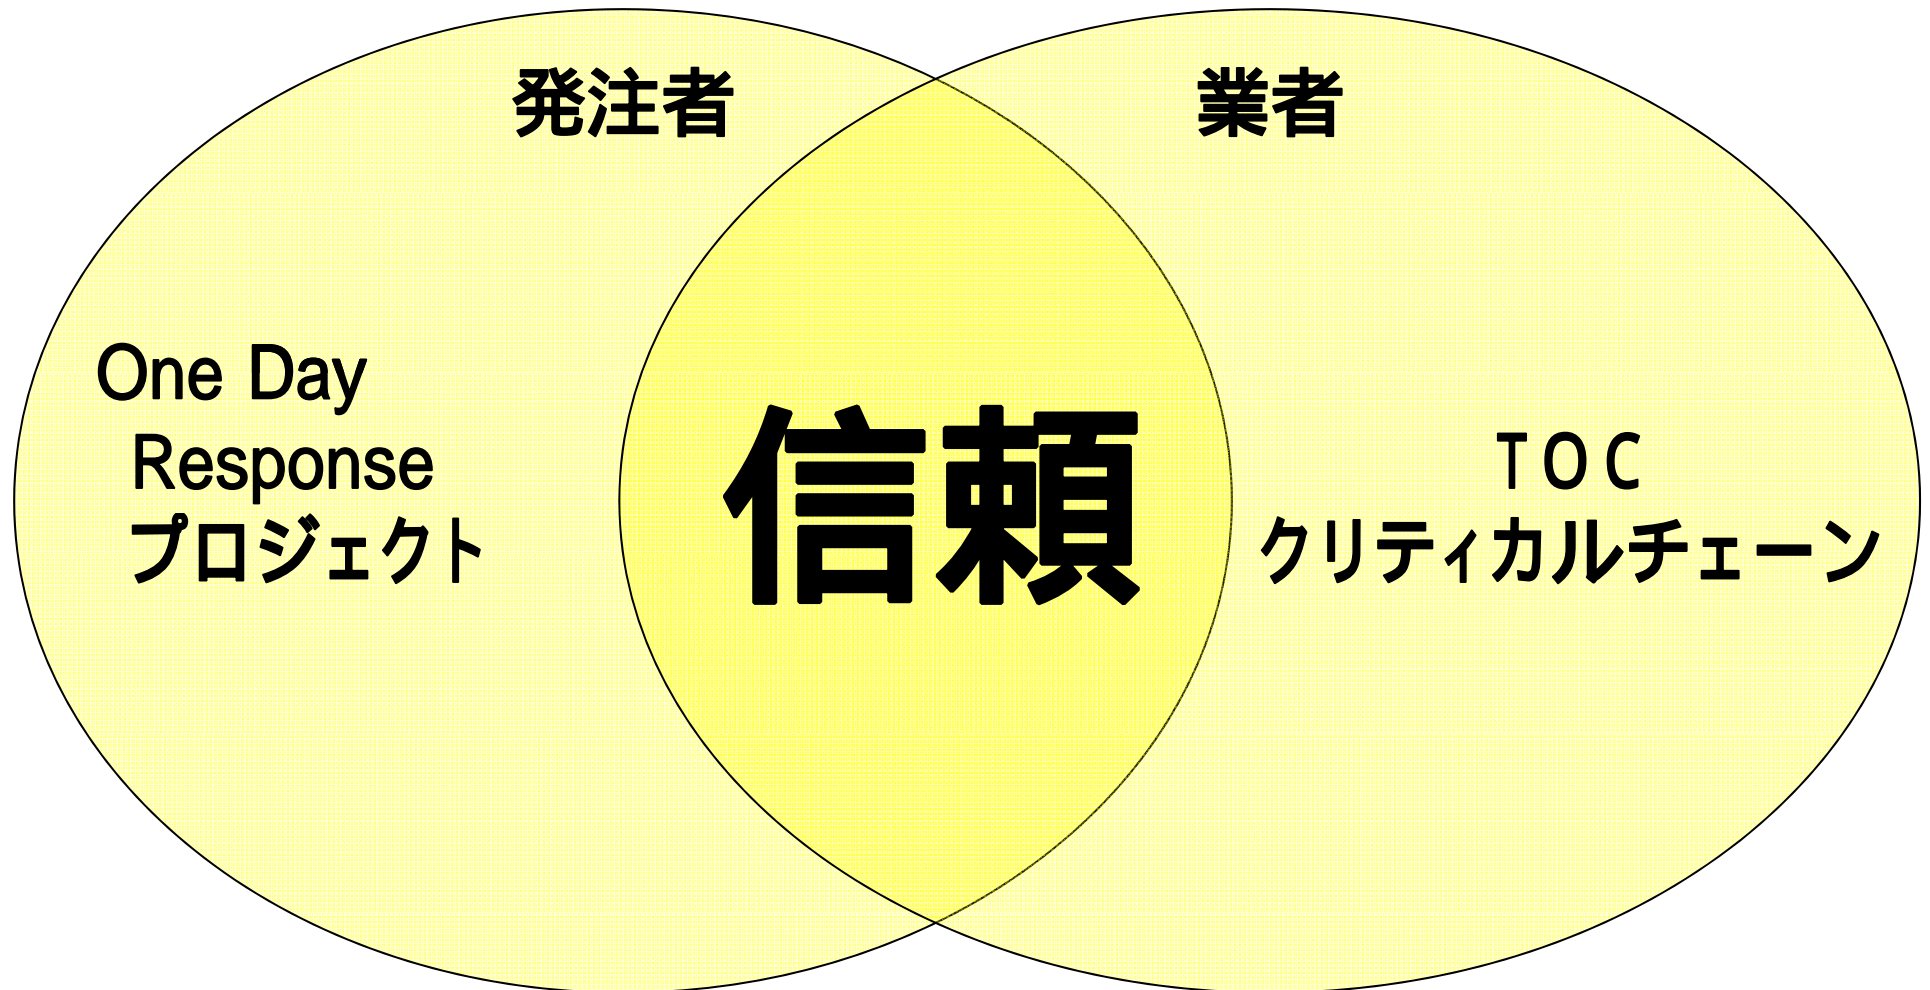 発注者
業者
One Day
Response
プロジェクト
信頼
TOC
クリティカルチェーン